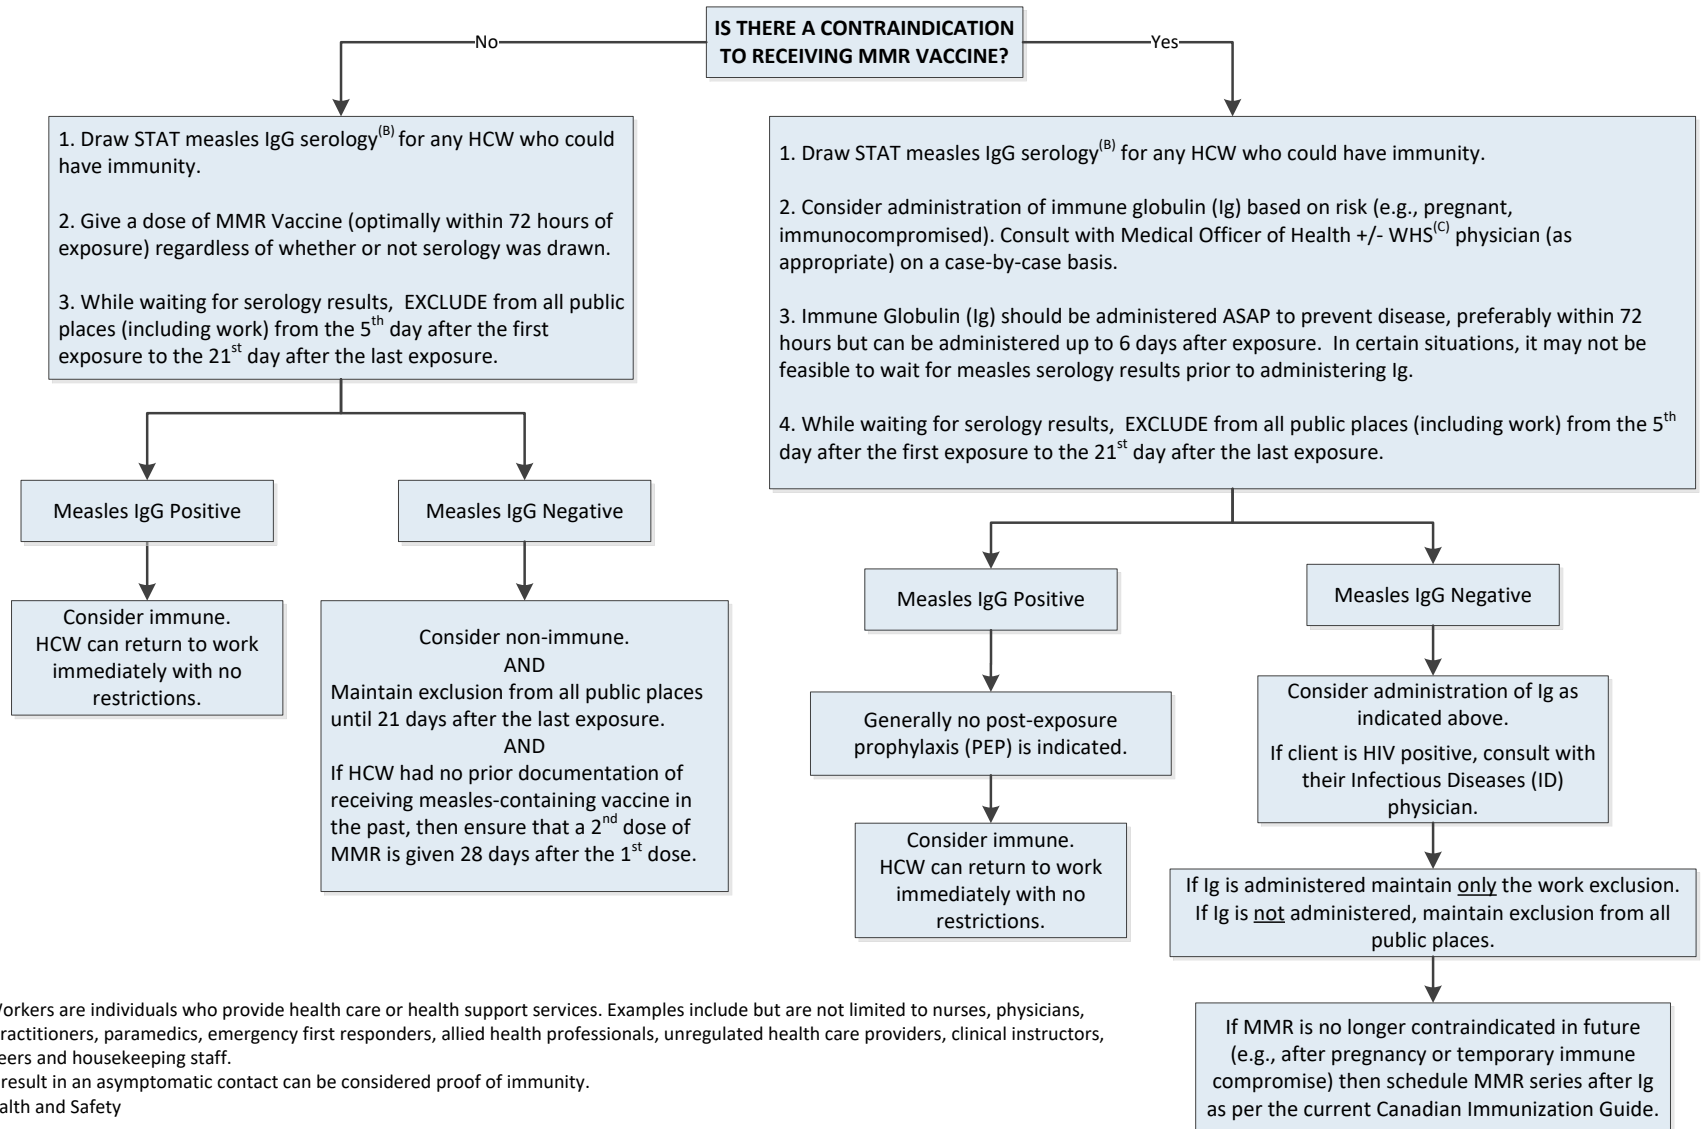 IS THERE A CONTRAINDICATION
TO RECEIVING MMR VACCINE?
No
Yes
1. Draw STAT measles IgG serology(B) for any HCW who could
have immunity.
2. Give a dose of MMR Vaccine (optimally within 72 hours of
exposure) regardless of whether or not serology was drawn.
3. While waiting for serology results, EXCLUDE from all public
places (including work) from the 5th day after the first
exposure to the 21st day after the last exposure.
1. Draw STAT measles IgG serology(B) for any HCW who could have immunity.
2. Consider administration of immune globulin (Ig) based on risk (e.g., pregnant,
immunocompromised). Consult with Medical Officer of Health +/- WHS(C) physician (as
appropriate) on a case-by-case basis.
3. Immune Globulin (Ig) should be administered ASAP to prevent disease, preferably within 72
hours but can be administered up to 6 days after exposure. In certain situations, it may not be
feasible to wait for measles serology results prior to administering Ig.
4. While waiting for serology results, EXCLUDE from all public places (including work) from the 5th
day after the first exposure to the 21st day after the last exposure.
Measles IgG Positive
Measles IgG Negative
Consider immune.
HCW can return to work
immediately with no
restrictions.
Consider non-immune.
AND
Maintain exclusion from all public places
until 21 days after the last exposure.
AND
If HCW had no prior documentation of
receiving measles-containing vaccine in
the past, then ensure that a 2nd dose of
MMR is given 28 days after the 1st dose.
Measles IgG Positive
Measles IgG Negative
Generally no post-exposure
prophylaxis (PEP) is indicated.
Consider immune.
HCW can return to work
immediately with no
restrictions.
Consider administration of Ig as
indicated above.
If client is HIV positive, consult with
their Infectious Diseases (ID)
physician.
If Ig is administered maintain only the work exclusion.
If Ig is not administered, maintain exclusion from all
public places.
If MMR is no longer contraindicated in future
(e.g., after pregnancy or temporary immune
compromise) then schedule MMR series after Ig
as per the current Canadian Immunization Guide.
Workers are individuals who provide health care or health support services. Examples include but are not limited to nurses, physicians,
ractitioners, paramedics, emergency first responders, allied health professionals, unregulated health care providers, clinical instructors,
eers and housekeeping staff.
result in an asymptomatic contact can be considered proof of immunity.
alth and Safety